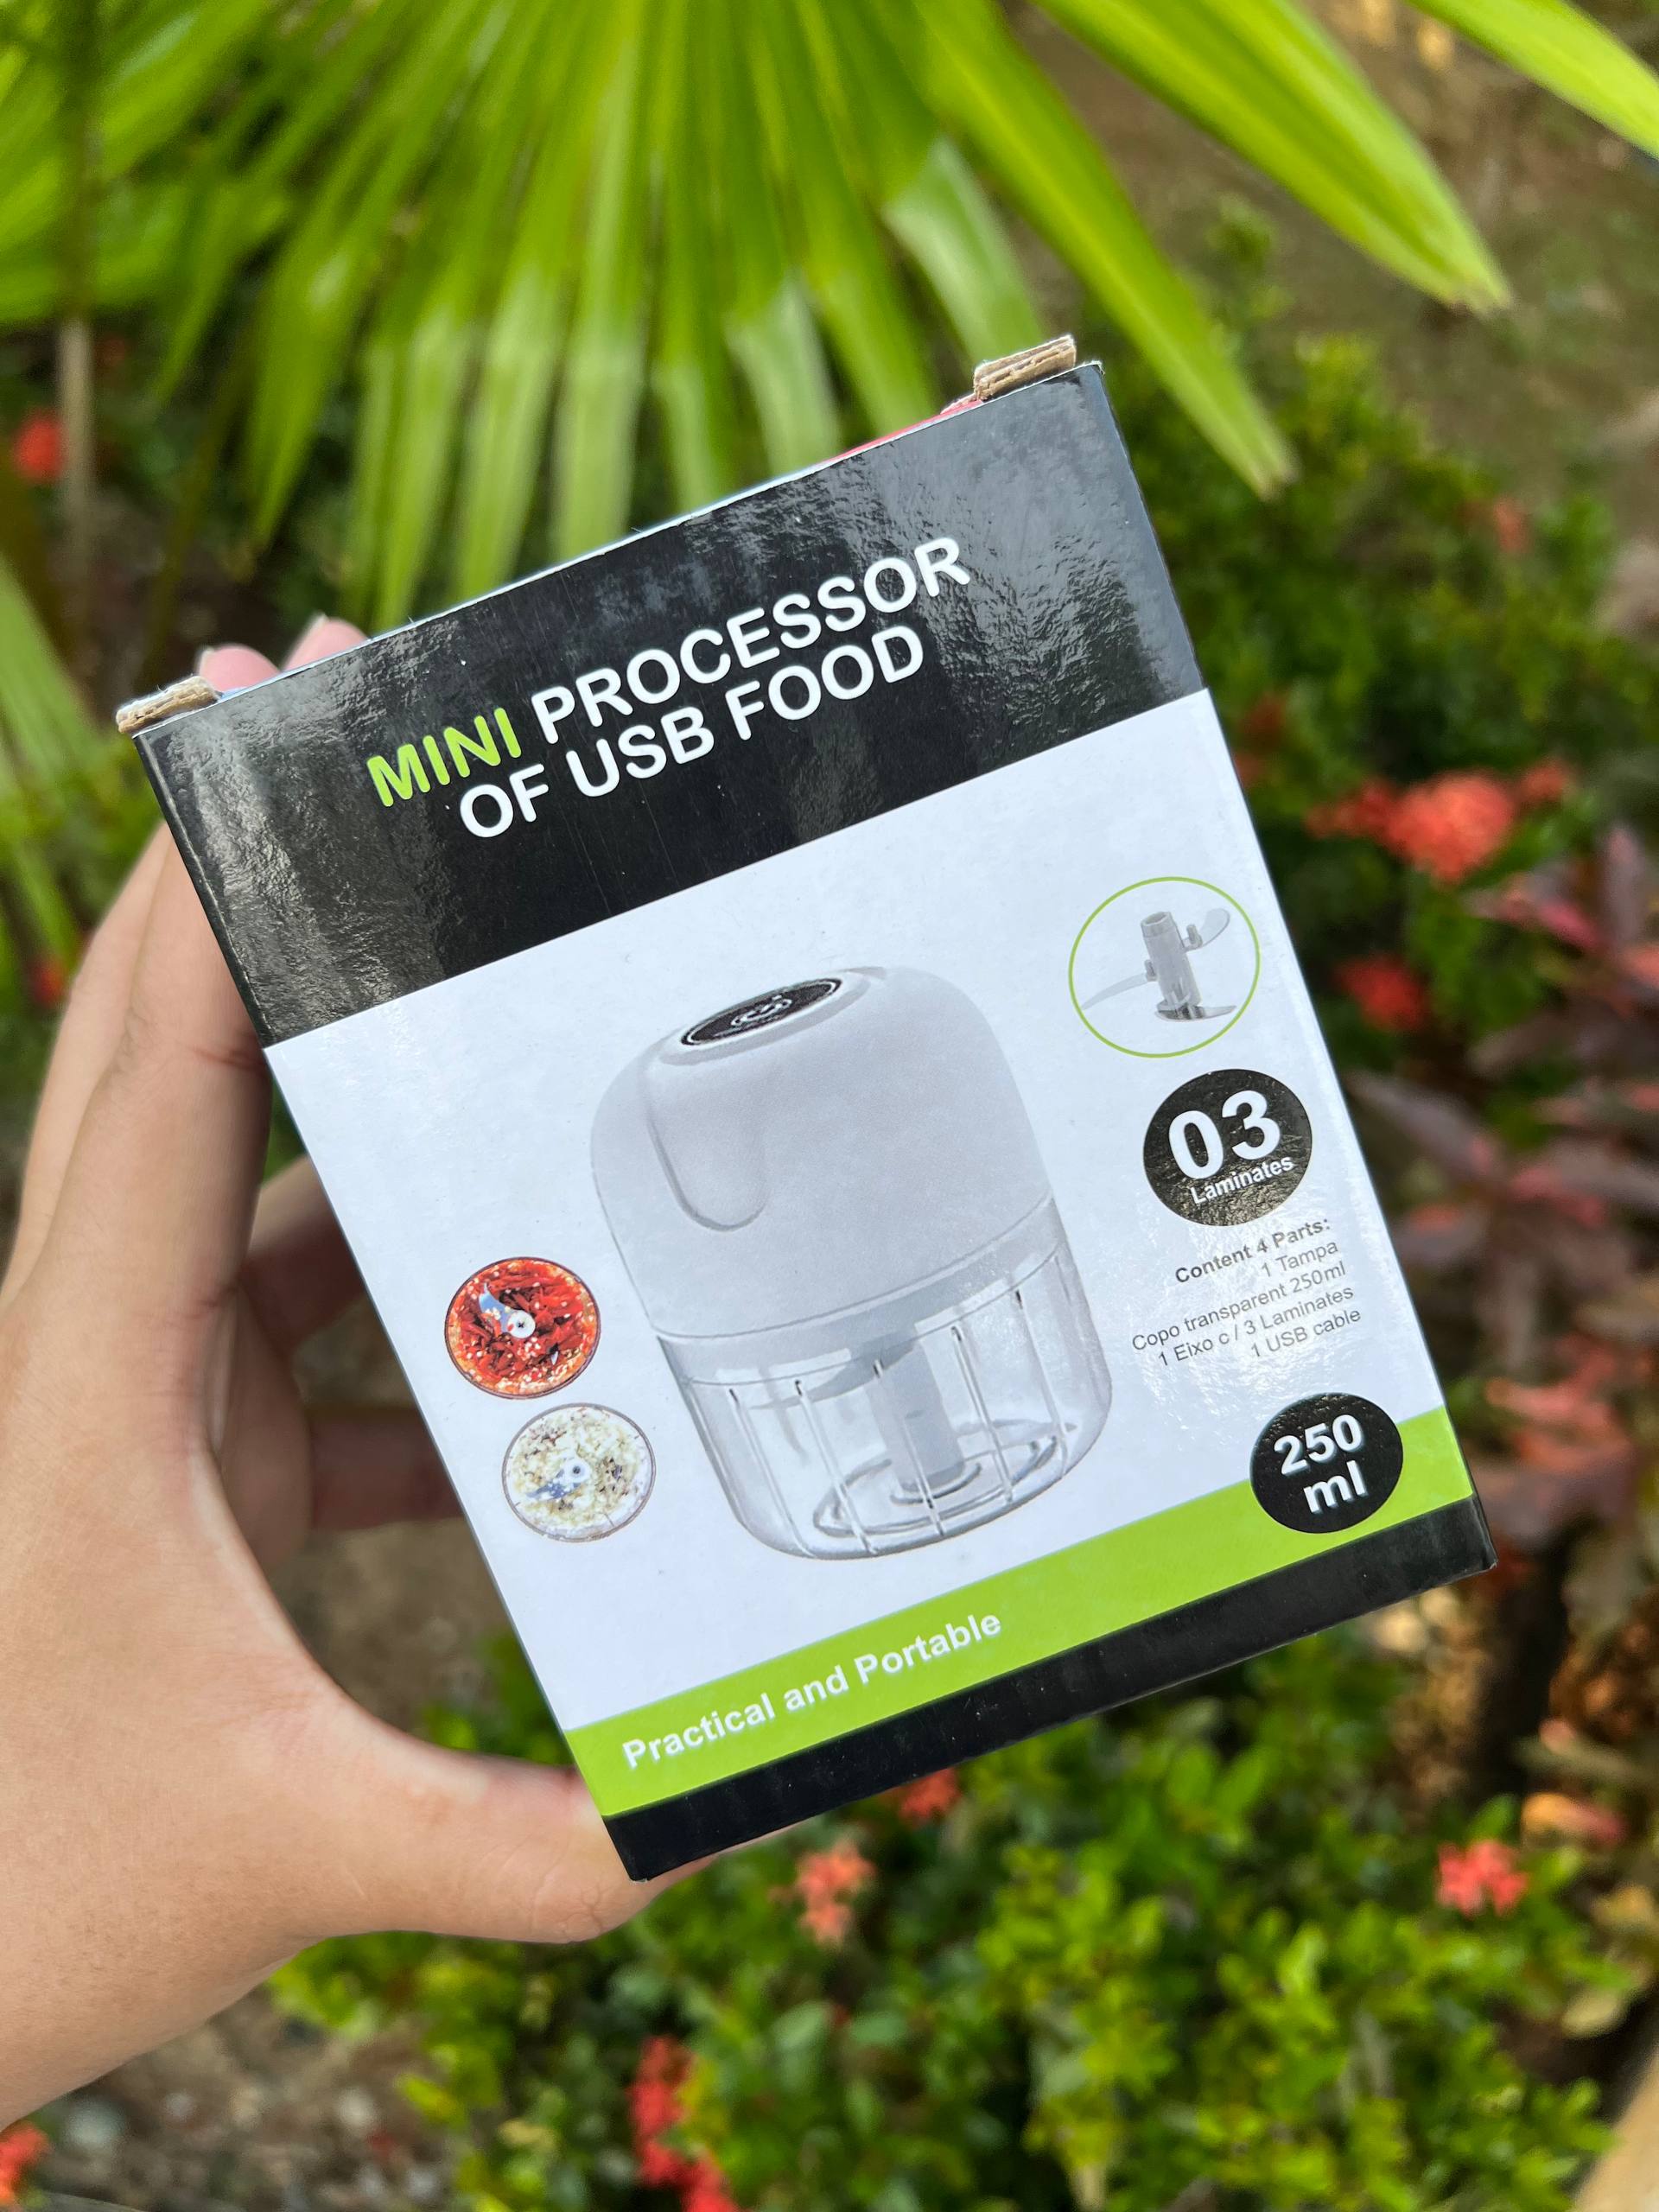 MINI PROCESSOR
OF USB FOOD
03
Laminates
Content 4 Parts:
1 Tampa
Copo transparent 250ml
1 Eixo c / 3 Laminates
1 USB cable
250
ml
Practical and Portable